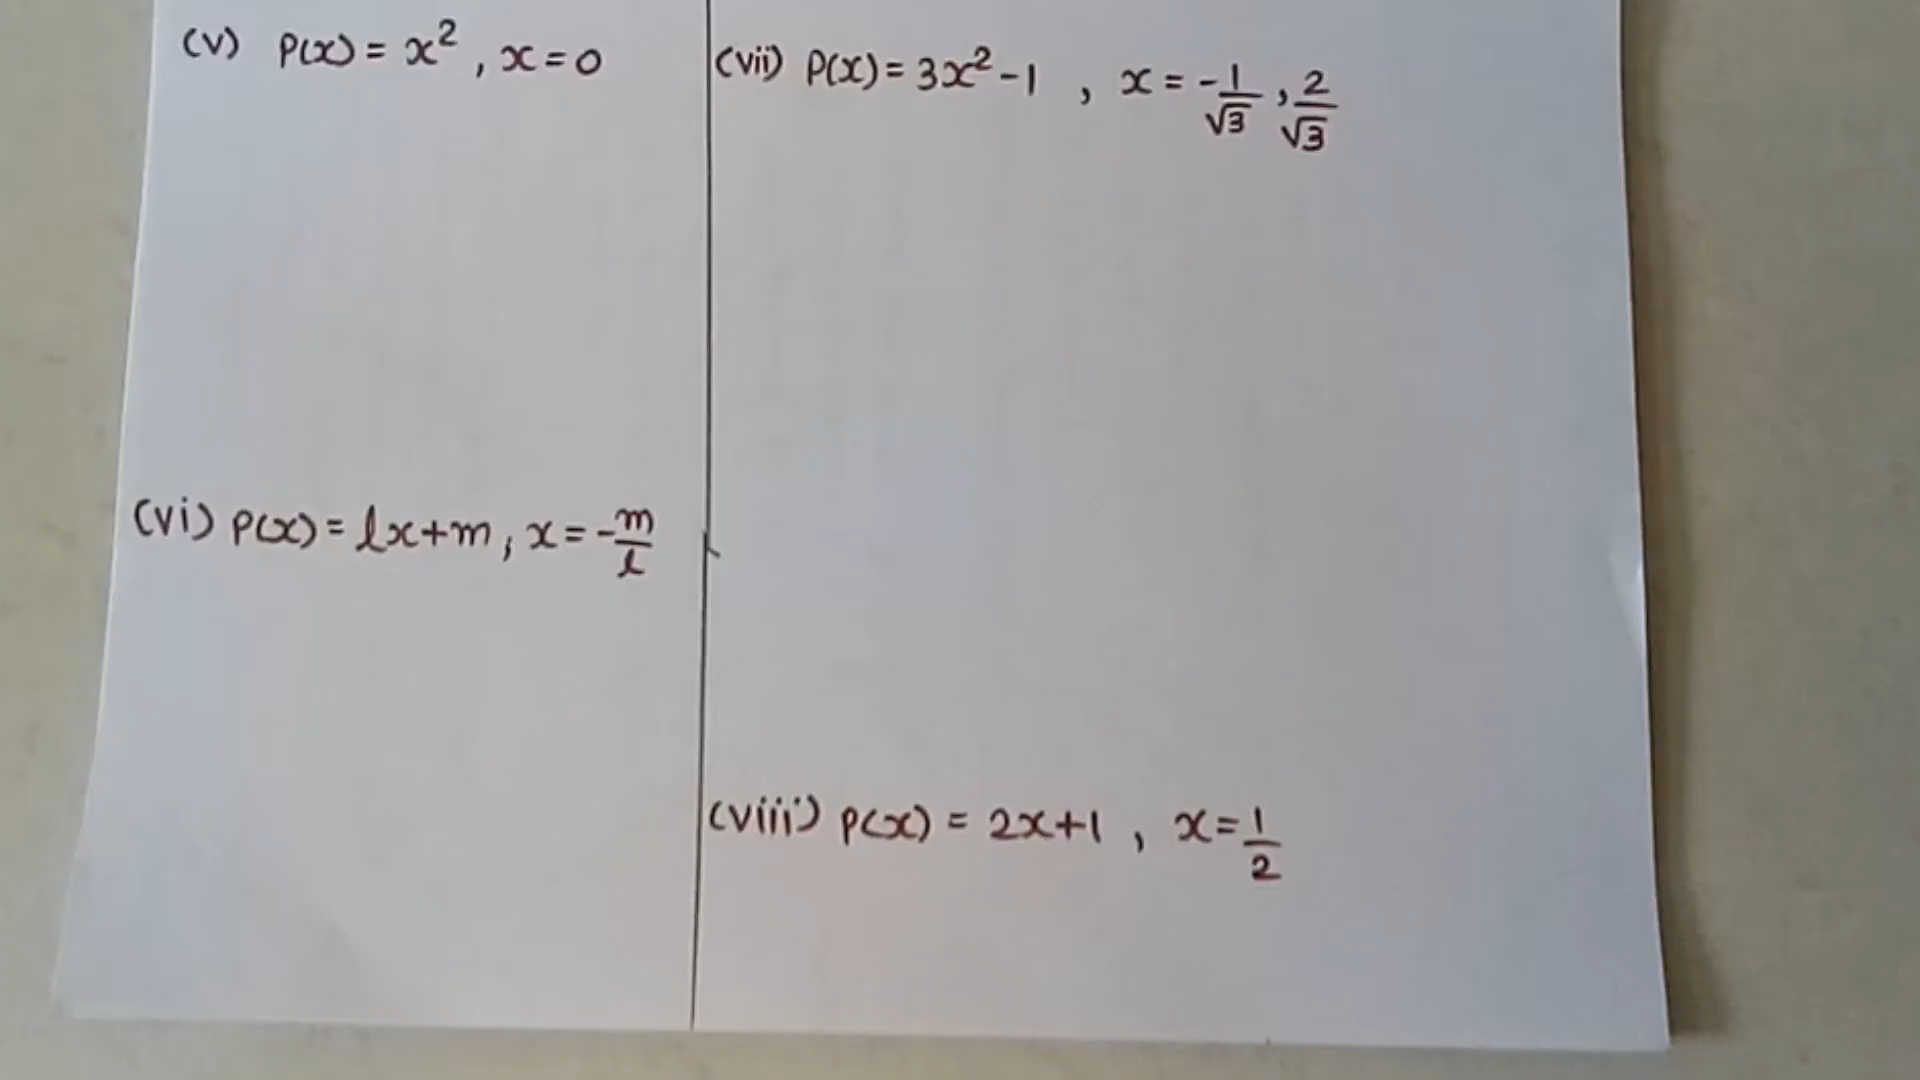 (v) P(x) = x², x = 0
(vi) P(x) = lx+m, x = -m/l
(vii) P(x) = 3x² - 1, x = -1/√3, 2/√3
(viii) P(x) = 2x+1, x = 1/2